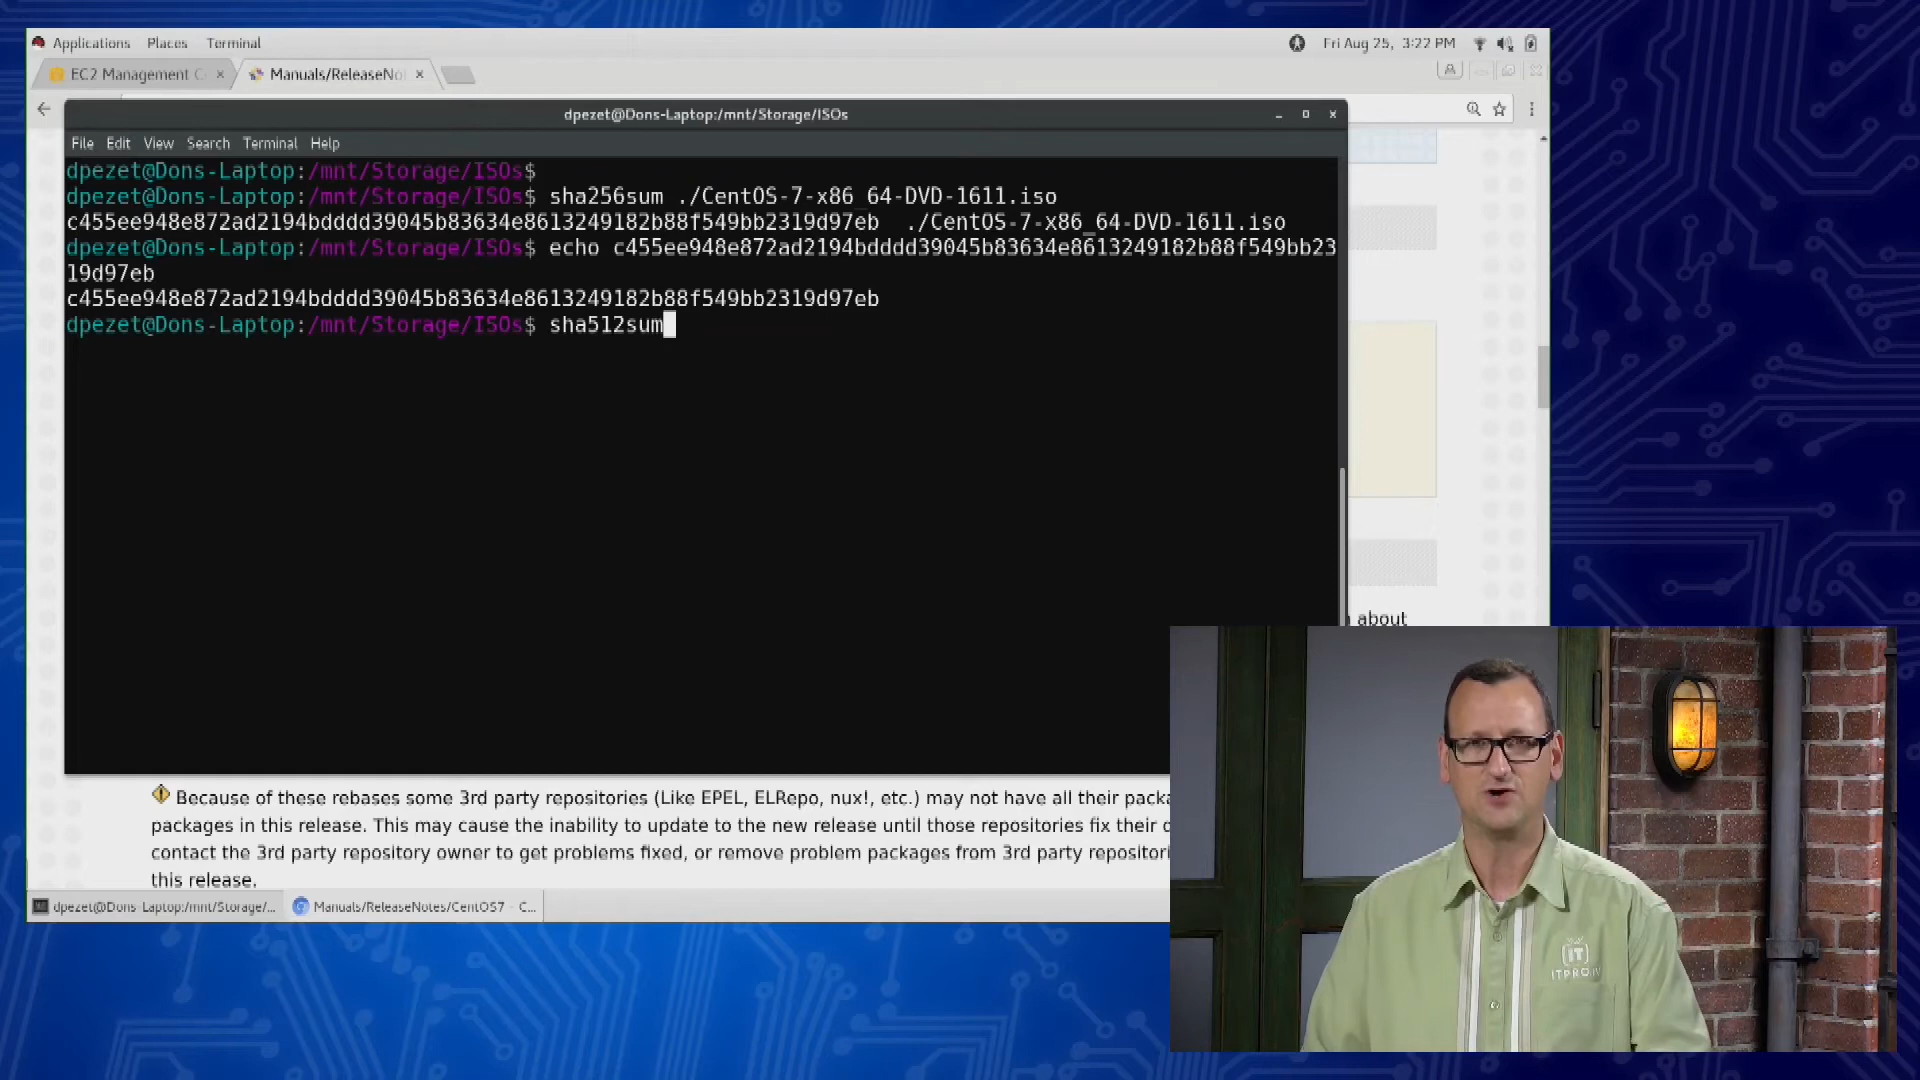 Applications Places Terminal
Fri Aug 25, 3:22 PM
EC2 Management C
Manuals/ReleaseNo
dpezet@Dons-Laptop:/mnt/Storage/ISOs
File Edit View Search Terminal Help
dpezet@Dons-Laptop:/mnt/Storage/ISOs$
dpezet@Dons-Laptop:/mnt/Storage/ISOs$ sha256sum ./CentOS-7-x86_64-DVD-1611.iso
c455ee948e872ad2194bdddd39045b83634e8613249182b88f549bb2319d97eb ./CentOS-7-x86_64-DVD-1611.iso
dpezet@Dons-Laptop:/mnt/Storage/ISOs$ echo c455ee948e872ad2194bdddd39045b83634e8613249182b88f549bb23
19d97eb
c455ee948e872ad2194bdddd39045b83634e8613249182b88f549bb2319d97eb
dpezet@Dons-Laptop:/mnt/Storage/ISOs$ sha512sum
about
Because of these rebases some 3rd party repositories (Like EPEL, ELRepo, nux!, etc.) may not have all their packa
packages in this release. This may cause the inability to update to the new release until those repositories fix their
contact the 3rd party repository owner to get problems fixed, or remove problem packages from 3rd party repositori
this release.
dpezet@Dons-Laptop:/mnt/Storage/...
Manuals/ReleaseNotes/CentOS7 - C...
IT
ITPRO.TV